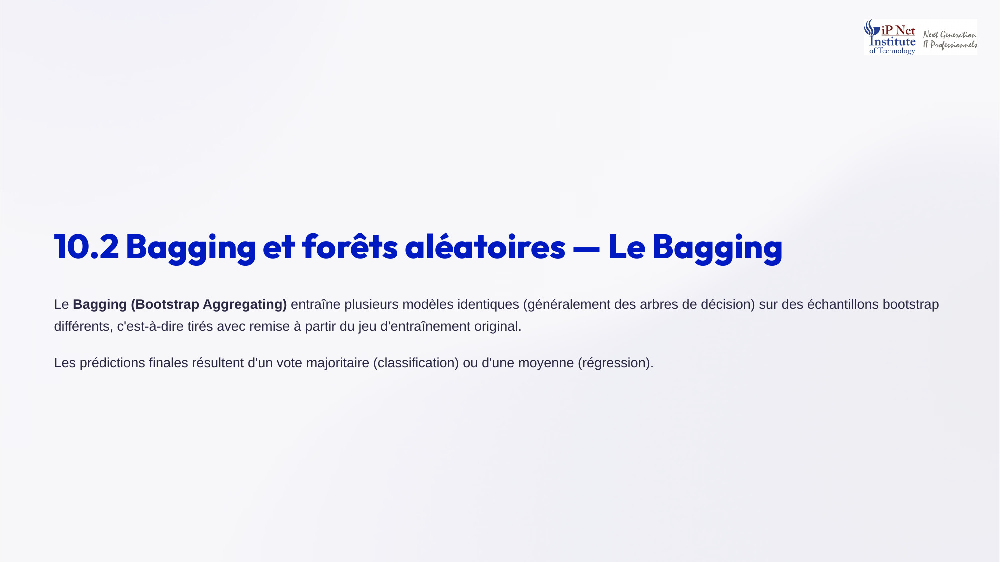 iP Net
Institute
of Technology
Next Generation
IT Professionnels
10.2 Bagging et forêts aléatoires — Le Bagging
Le Bagging (Bootstrap Aggregating) entraîne plusieurs modèles identiques (généralement des arbres de décision) sur des échantillons bootstrap
différents, c'est-à-dire tirés avec remise à partir du jeu d'entraînement original.
Les prédictions finales résultent d'un vote majoritaire (classification) ou d'une moyenne (régression).